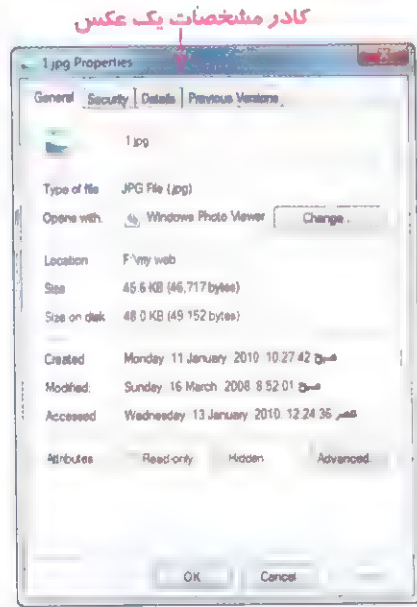 کادر مشخصات یک عکس
1.jpg Properties
General Security Details Previous Versions
1.jpg
Type of file JPG File (.jpg)
Opens with: Windows Photo Viewer Change...
Location F:\my web
Size 45.6 KB (46,717 bytes)
Size on disk 48.0 KB (49,152 bytes)
Created Monday 11 January 2010 10:27:42 صبح
Modified: Sunday 16 March 2008 8:52:01 صبح
Accessed Wednesday 13 January 2010 12:24:36 عصر
Attributes Read-only Hidden Advanced...
OK Cancel